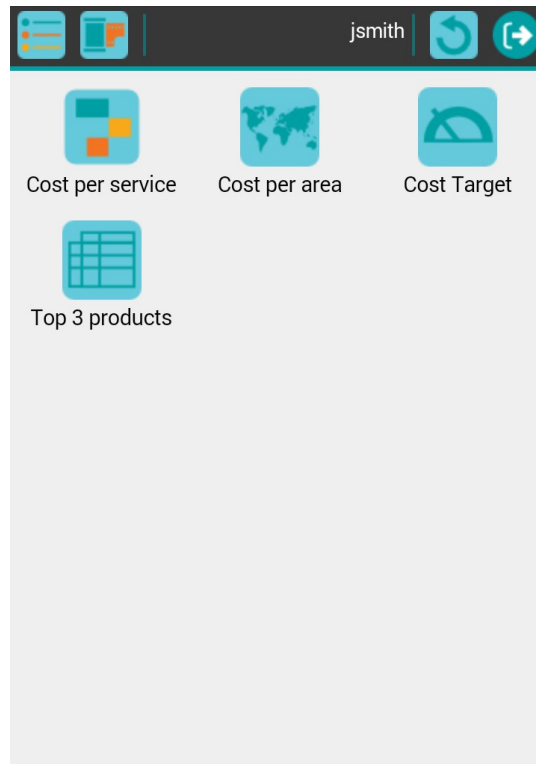 jsmith
Cost per service
Cost per area
Cost Target
Top 3 products